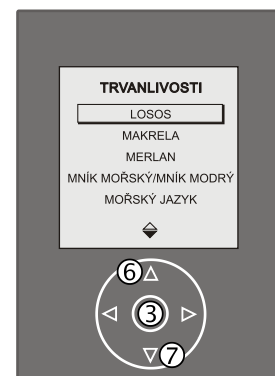 TRVANLIVOSTI
LOSOS
MAKRELA
MERLAN
MNÍK MOŘSKÝ/MNÍK MODRÝ
MOŘSKÝ JAZYK
6
3
7